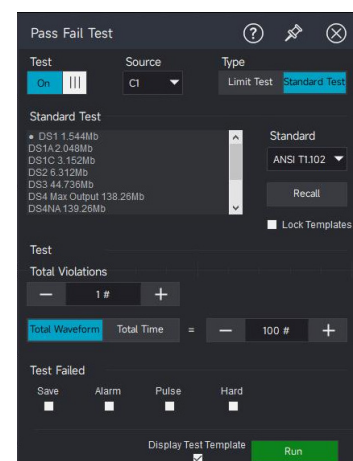 Pass Fail Test
Test Source Type
On C1 Limit Test Standard Test
Standard Test
• DS1 1.544Mb
DS1A 2.048Mb
DS1C 3.152Mb
DS2 6.312Mb
DS3 44.736Mb
DS4 Max Output 138.26Mb
DS4NA 139.26Mb
Standard
ANSI T1.102
Recall
Lock Templates
Test
Total Violations
— 1 # +
Total Waveform Total Time = — 100 # +
Test Failed
Save Alarm Pulse Hard
Display Test Template
Run